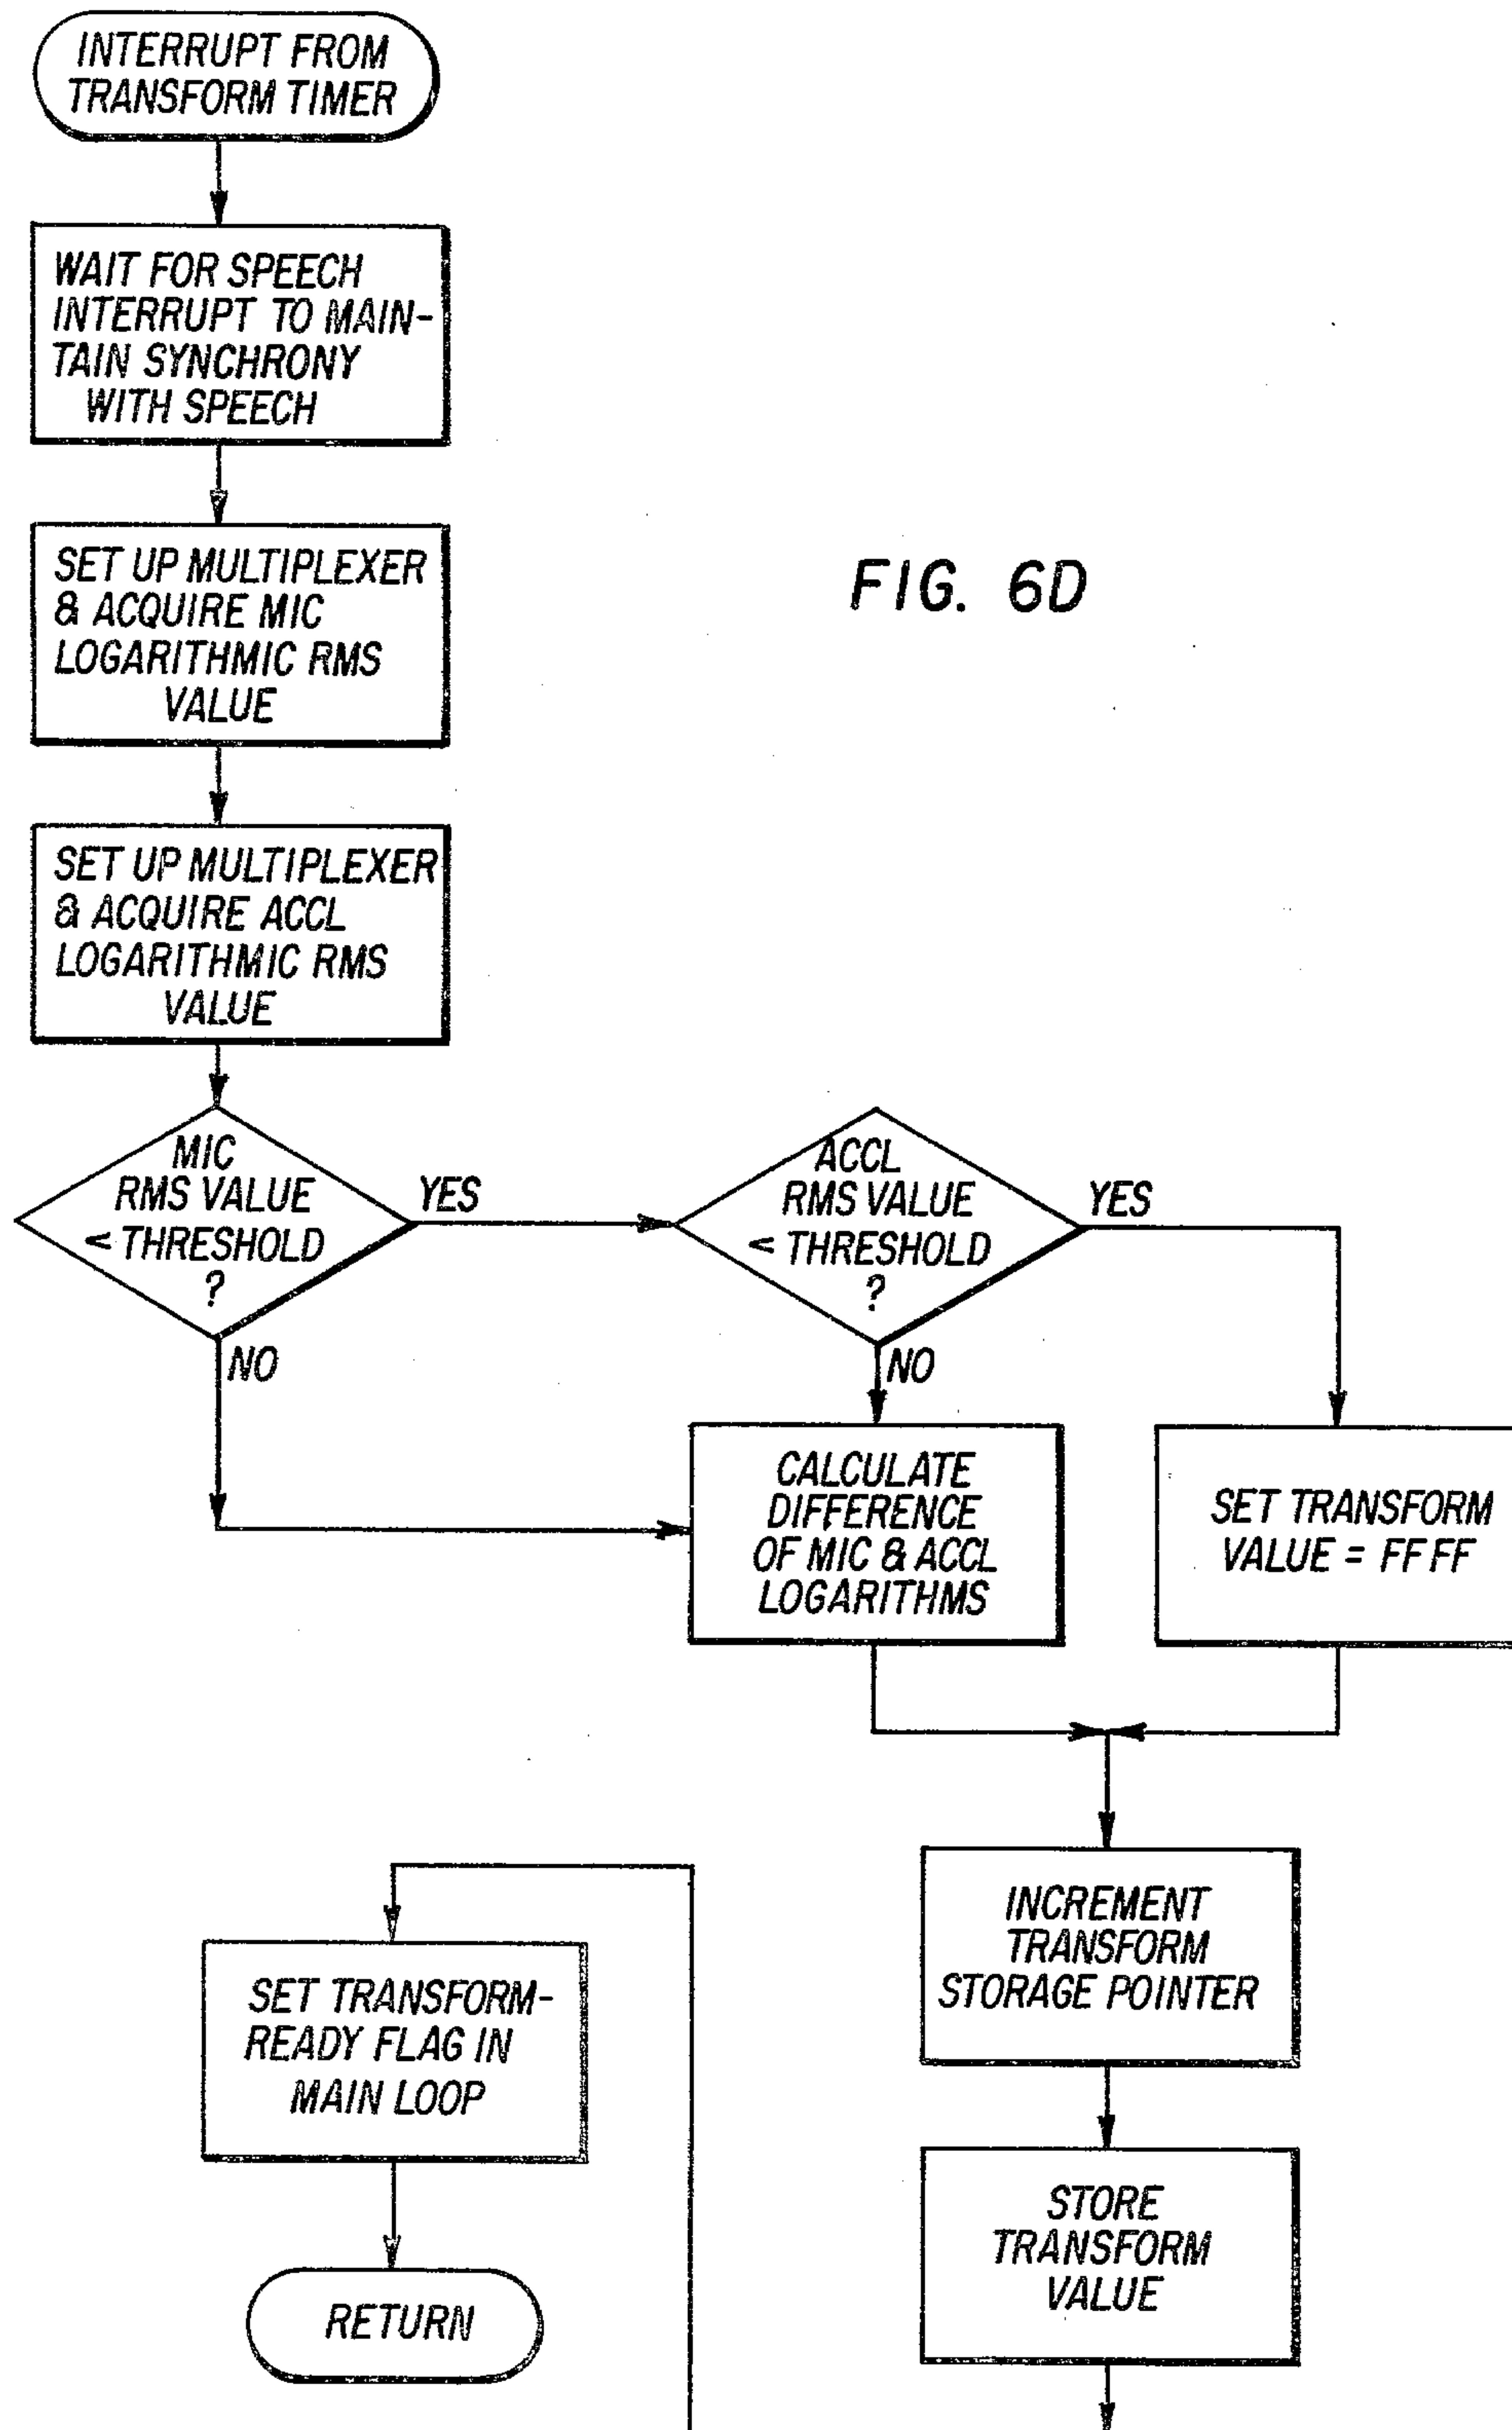 INTERRUPT FROM
TRANSFORM TIMER
WAIT FOR SPEECH
INTERRUPT TO MAIN-
TAIN SYNCHRONY
WITH SPEECH
SET UP MULTIPLEXER
& ACQUIRE MIC
LOGARITHMIC RMS
VALUE
FIG. 6D
SET UP MULTIPLEXER
& ACQUIRE ACCL
LOGARITHMIC RMS
VALUE
MIC
RMS VALUE
< THRESHOLD
?
YES
NO
ACCL
RMS VALUE
< THRESHOLD
?
YES
NO
CALCULATE
DIFFERENCE
OF MIC & ACCL
LOGARITHMS
SET TRANSFORM
VALUE = FFFF
INCREMENT
TRANSFORM
STORAGE POINTER
STORE
TRANSFORM
VALUE
SET TRANSFORM-
READY FLAG IN
MAIN LOOP
RETURN